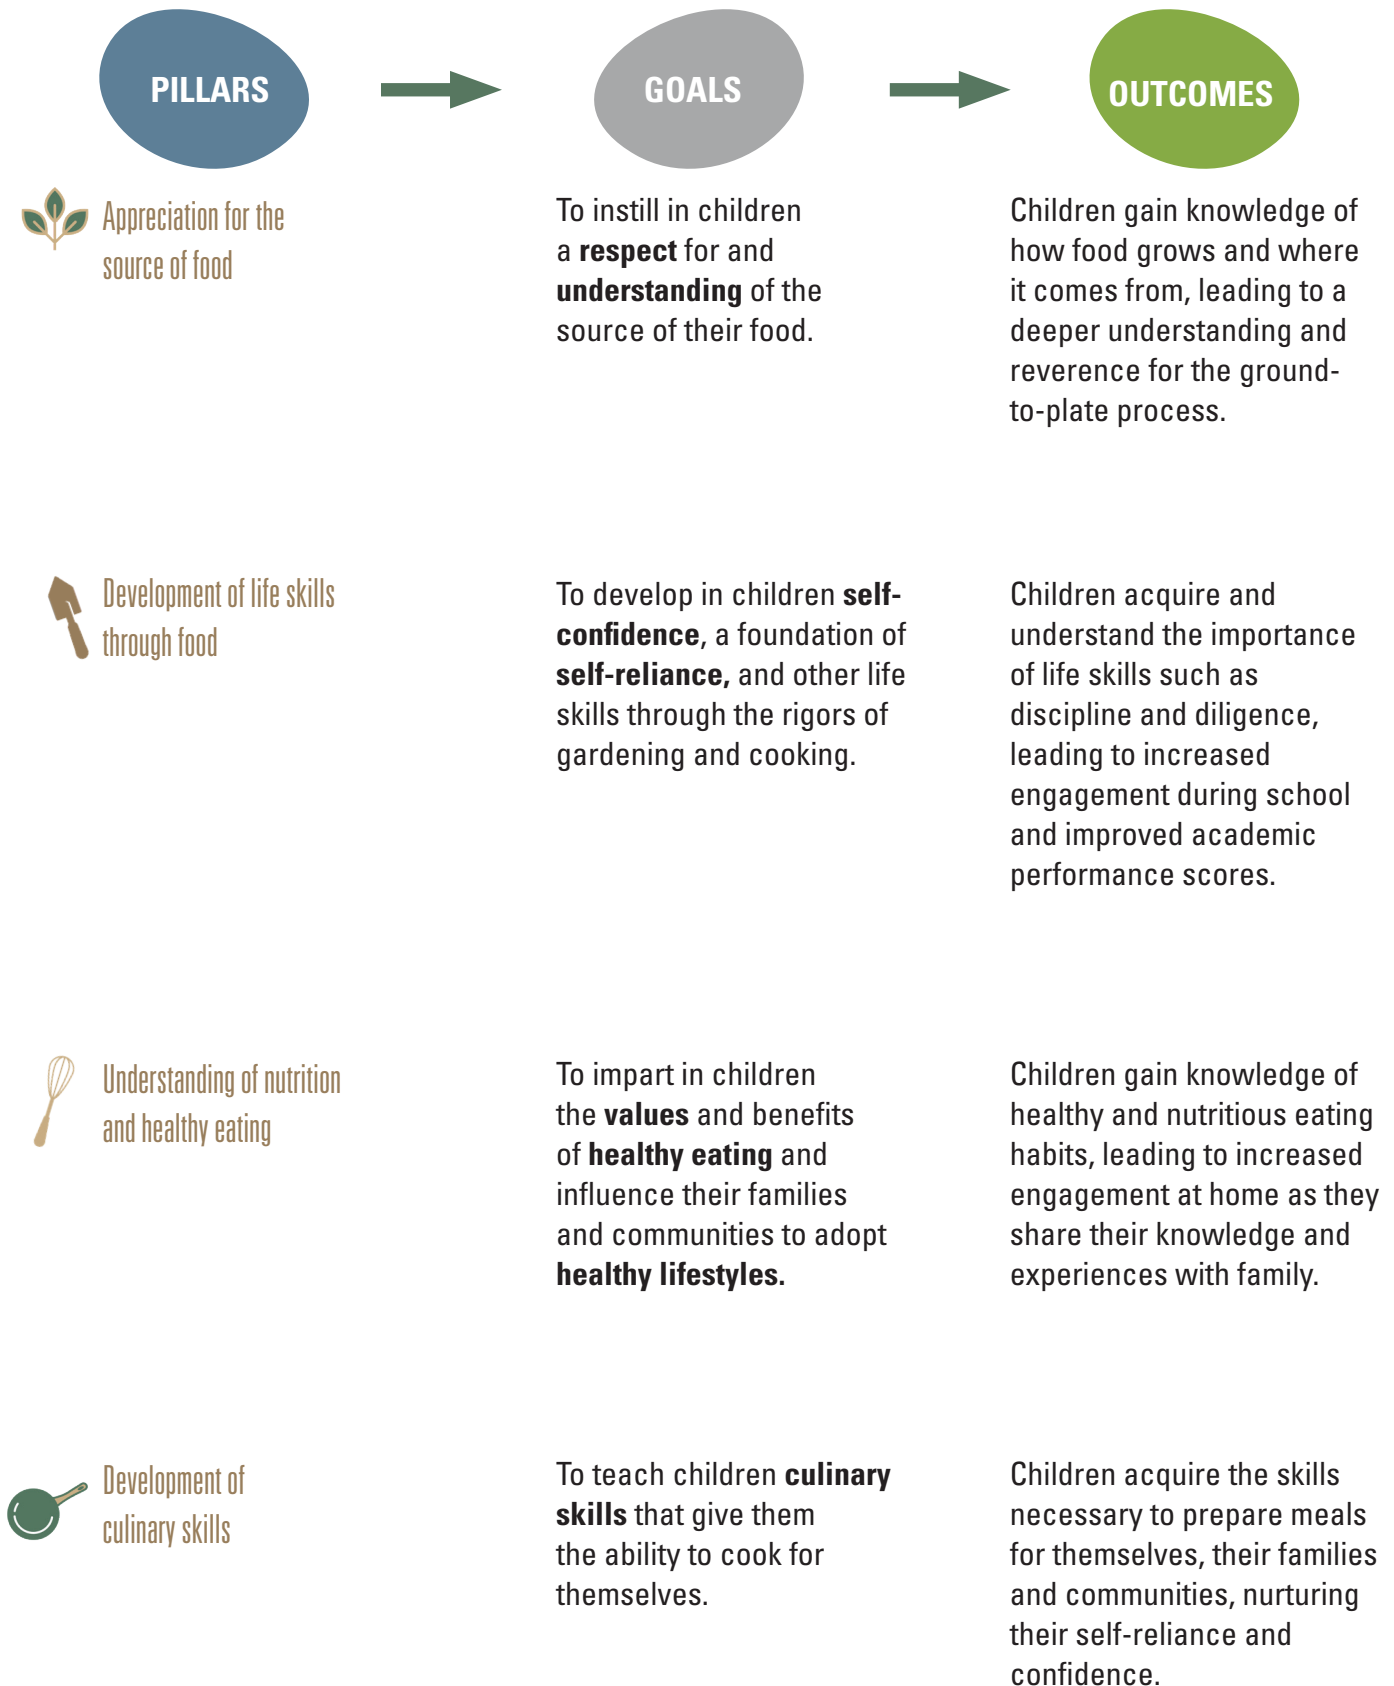 PILLARS
GOALS
OUTCOMES
Appreciation for the
source of food
To instill in children
a respect for and
understanding of the
source of their food.
Children gain knowledge of
how food grows and where
it comes from, leading to a
deeper understanding and
reverence for the ground-
to-plate process.
Development of life skills
through food
To develop in children self-
confidence, a foundation of
self-reliance, and other life
skills through the rigors of
gardening and cooking.
Children acquire and
understand the importance
of life skills such as
discipline and diligence,
leading to increased
engagement during school
and improved academic
performance scores.
Understanding of nutrition
and healthy eating
To impart in children
the values and benefits
of healthy eating and
influence their families
and communities to adopt
healthy lifestyles.
Children gain knowledge of
healthy and nutritious eating
habits, leading to increased
engagement at home as they
share their knowledge and
experiences with family.
Development of
culinary skills
To teach children culinary
skills that give them
the ability to cook for
themselves.
Children acquire the skills
necessary to prepare meals
for themselves, their families
and communities, nurturing
their self-reliance and
confidence.